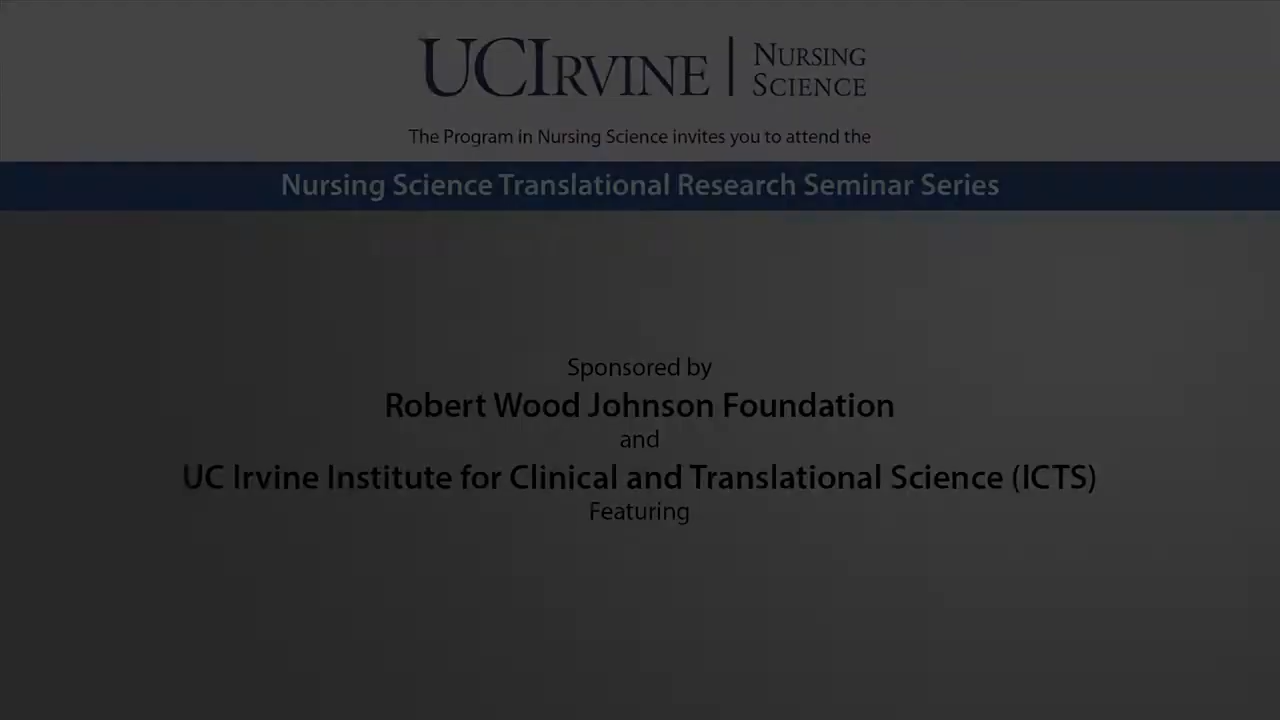 UCIRVINE | NURSING SCIENCE
The Program in Nursing Science invites you to attend the
Nursing Science Translational Research Seminar Series
Sponsored by
Robert Wood Johnson Foundation
and
UC Irvine Institute for Clinical and Translational Science (ICTS)
Featuring